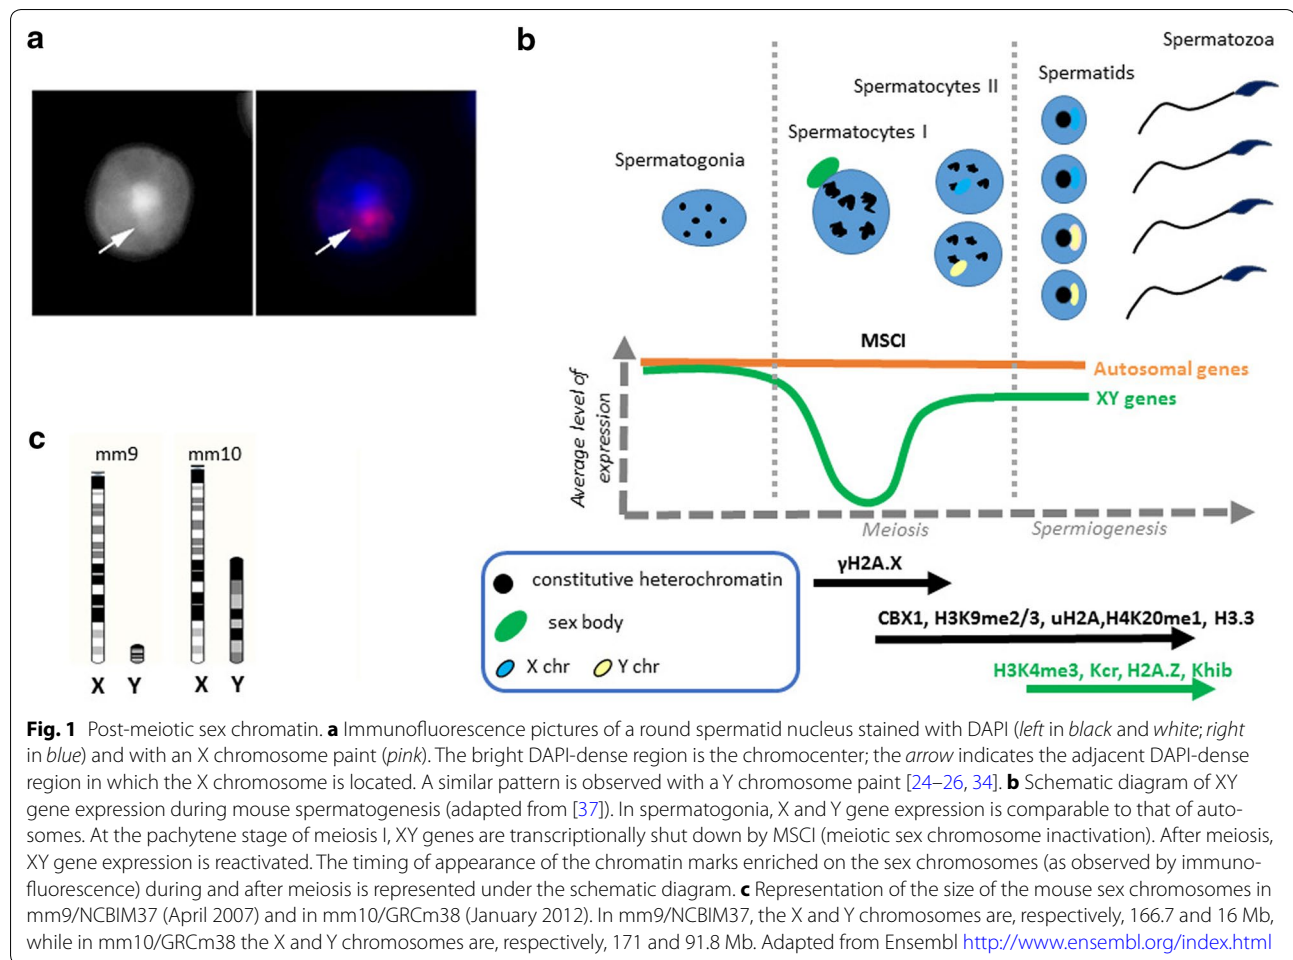 a
b
Spermatozoa
Spermatids
Spermatocytes II
Spermatocytes I
Spermatogonia
MSCI
Autosomal genes
XY genes
Average level of
expression
Meiosis
Spermiogenesis
c
mm9
mm10
X
Y
X
Y
constitutive heterochromatin
sex body
X chr
Y chr
γH2A.X
CBX1, H3K9me2/3, uH2A,H4K20me1, H3.3
H3K4me3, Kcr, H2A.Z, Khib
Fig. 1 Post-meiotic sex chromatin. a Immunofluorescence pictures of a round spermatid nucleus stained with DAPI (left in black and white; right
in blue) and with an X chromosome paint (pink). The bright DAPI-dense region is the chromocenter; the arrow indicates the adjacent DAPI-dense
region in which the X chromosome is located. A similar pattern is observed with a Y chromosome paint [24–26, 34]. b Schematic diagram of XY
gene expression during mouse spermatogenesis (adapted from [37]). In spermatogonia, X and Y gene expression is comparable to that of auto-
somes. At the pachytene stage of meiosis I, XY genes are transcriptionally shut down by MSCI (meiotic sex chromosome inactivation). After meiosis,
XY gene expression is reactivated. The timing of appearance of the chromatin marks enriched on the sex chromosomes (as observed by immuno-
fluorescence) during and after meiosis is represented under the schematic diagram. c Representation of the size of the mouse sex chromosomes in
mm9/NCBIM37 (April 2007) and in mm10/GRCm38 (January 2012). In mm9/NCBIM37, the X and Y chromosomes are, respectively, 166.7 and 16 Mb,
while in mm10/GRCm38 the X and Y chromosomes are, respectively, 171 and 91.8 Mb. Adapted from Ensembl http://www.ensembl.org/index.html